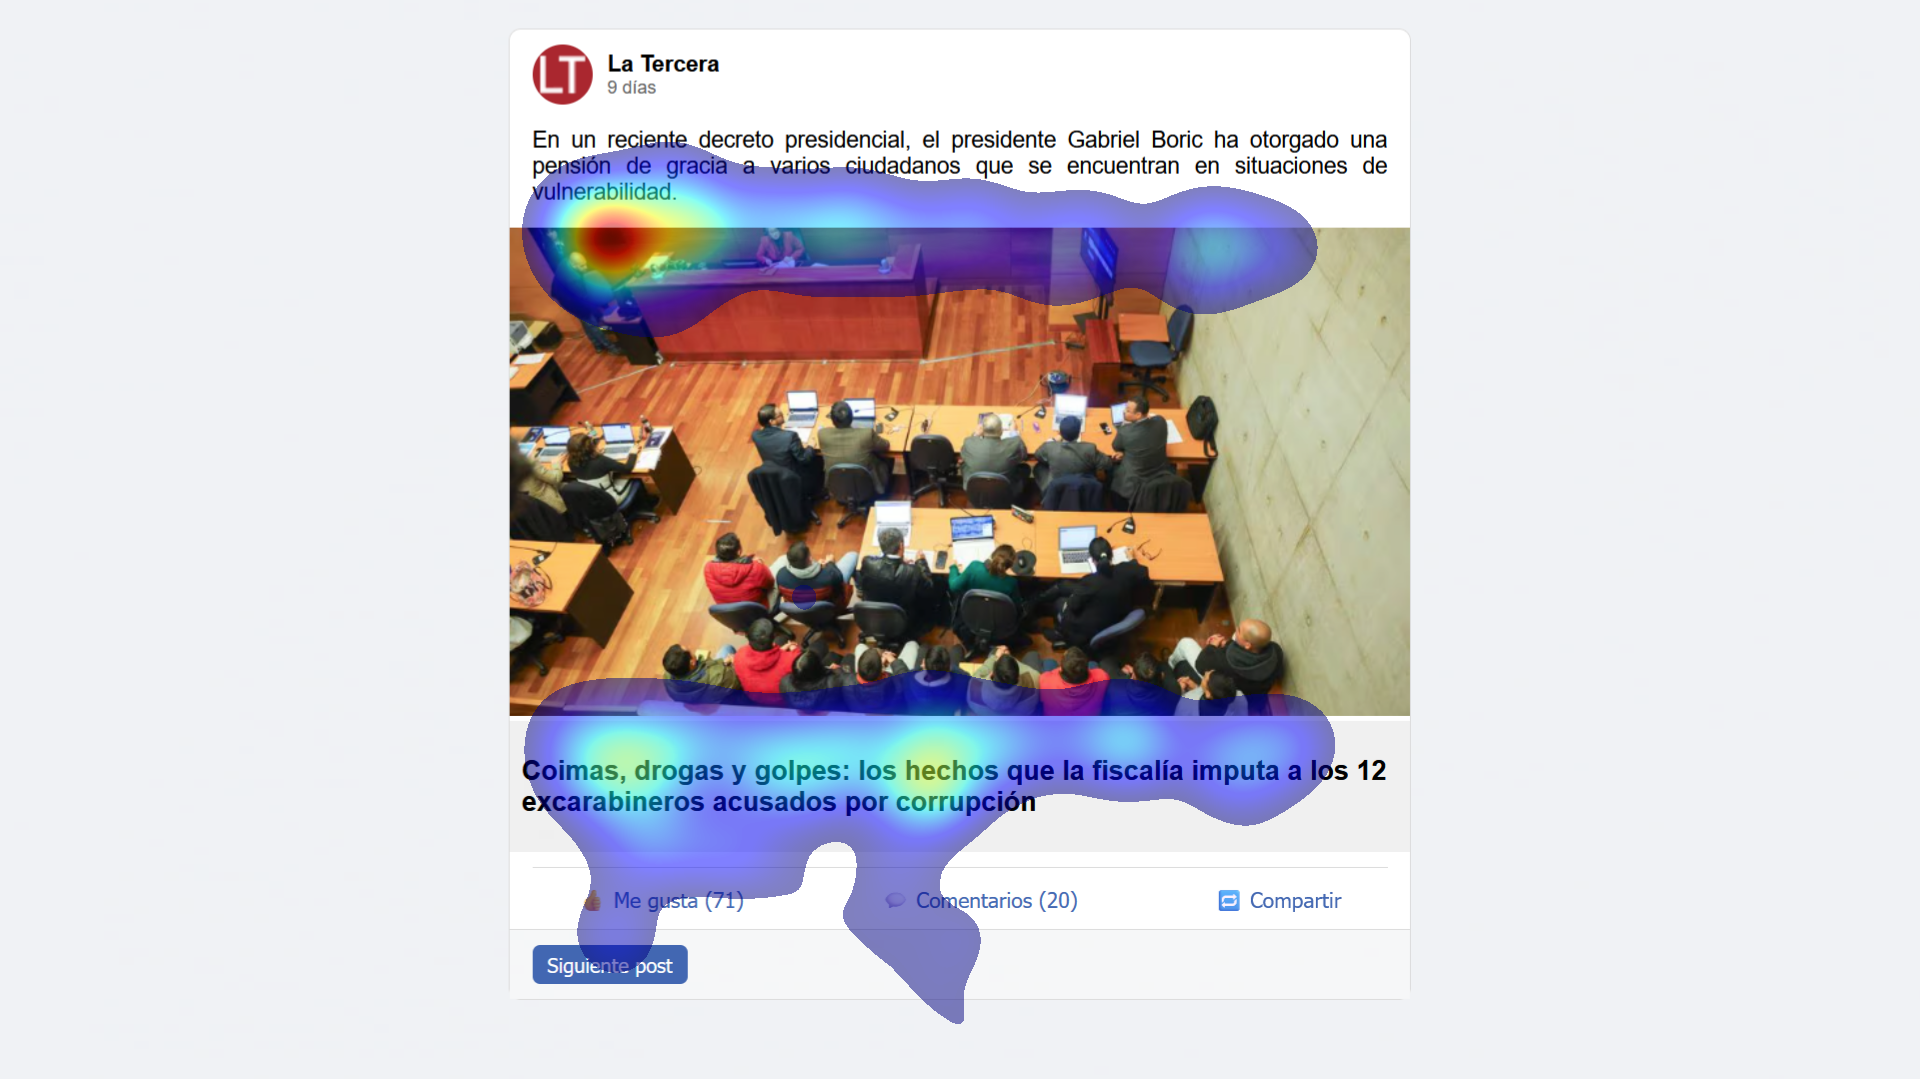 LT
La Tercera
9 días
En un reciente decreto presidencial, el presidente Gabriel Boric ha otorgado una
pensión de gracia a varios ciudadanos que se encuentran en situaciones de
vulnerabilidad.
Coimas, drogas y golpes: los hechos que la fiscalía imputa a los 12
excarabineros acusados por corrupción
Me gusta (71) Comentarios (20) Compartir
Siguiente post